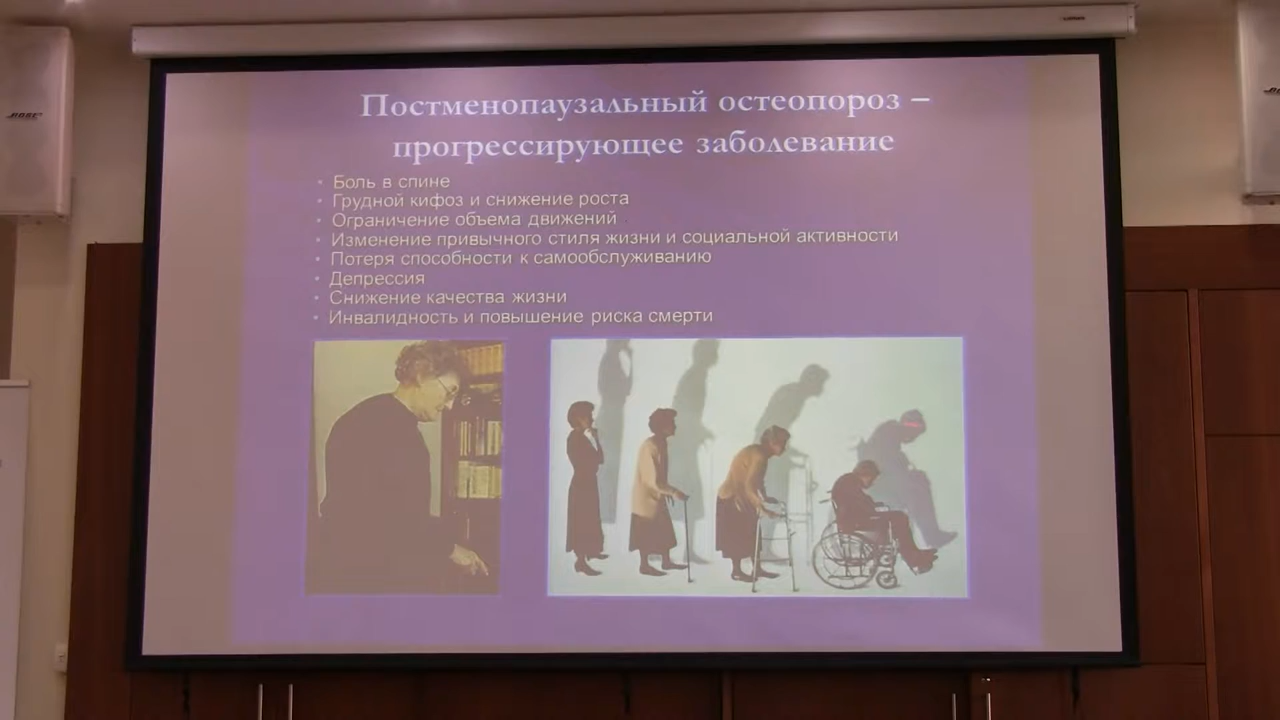 Постменопаузальный остеопороз –
прогрессирующее заболевание
• Боль в спине
• Грудной кифоз и снижение роста
• Ограничение объема движений
• Изменение привычного стиля жизни и социальной активности
• Потеря способности к самообслуживанию
• Депрессия
• Снижение качества жизни
• Инвалидность и повышение риска смерти
BOSE